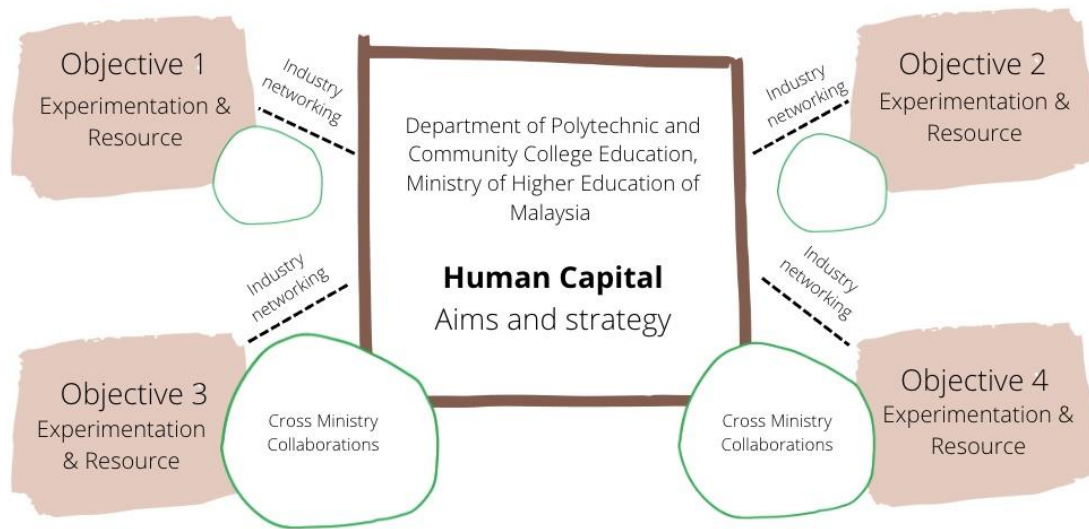 Objective 1
Experimentation &
Resource
Industry
networking
Department of Polytechnic and
Community College Education,
Ministry of Higher Education of
Malaysia
Human Capital
Aims and strategy
Industry
networking
Objective 2
Experimentation &
Resource
Industry
networking
Objective 3
Experimentation
& Resource
Cross Ministry
Collaborations
Industry
networking
Cross Ministry
Collaborations
Objective 4
Experimentation &
Resource